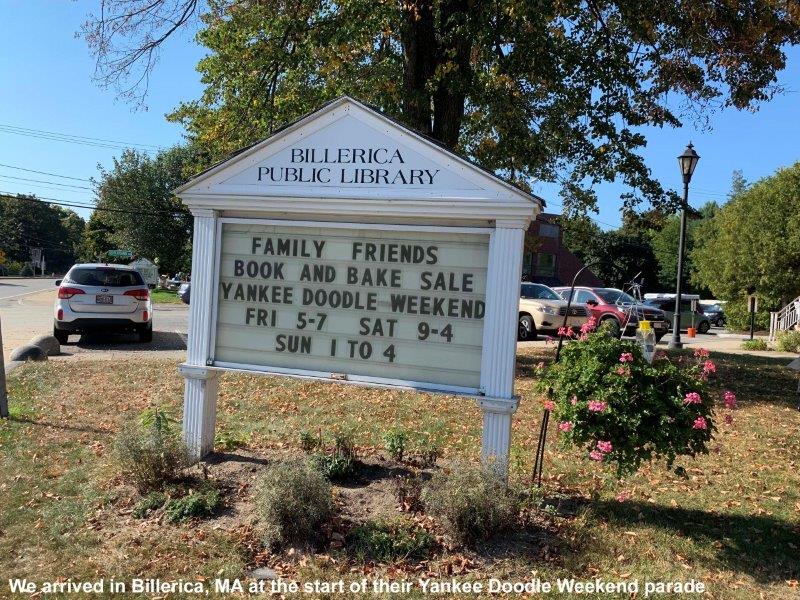 BILLERICA
PUBLIC LIBRARY
FAMILY FRIENDS
BOOK AND BAKE SALE
YANKEE DOODLE WEEKEND
FRI 5-7 SAT 9-4
SUN 1 TO 4
We arrived in Billerica, MA at the start of their Yankee Doodle Weekend parade